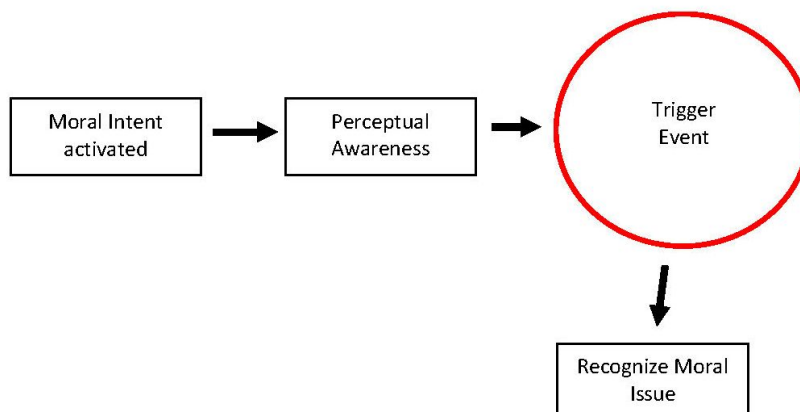 Moral Intent
activated
Perceptual
Awareness
Trigger
Event
Recognize Moral
Issue